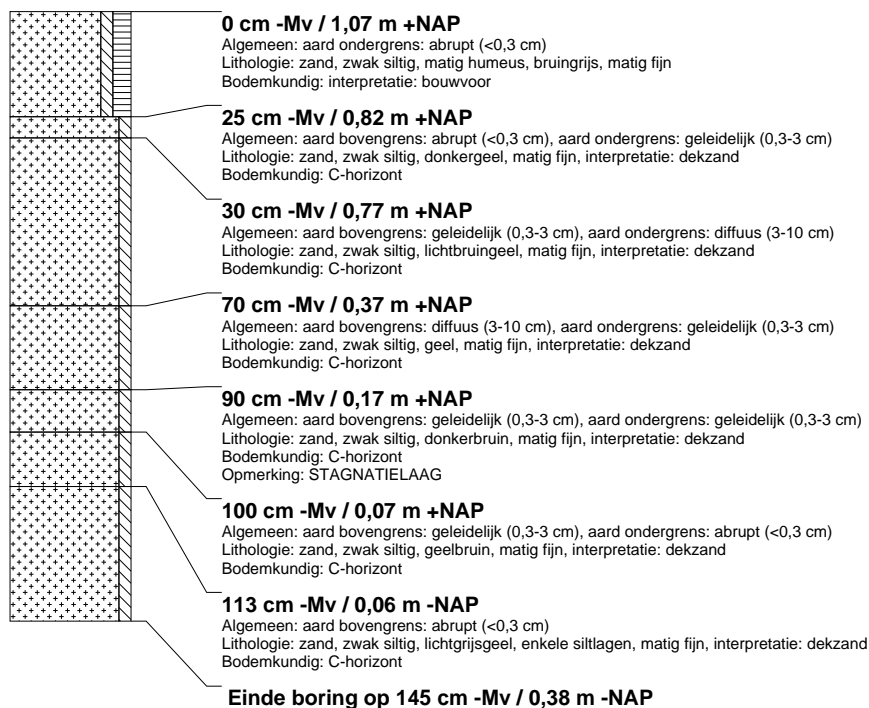 0 cm -Mv / 1,07 m +NAP
Algemeen: aard ondergrens: abrupt (<0,3 cm)
Lithologie: zand, zwak siltig, matig humeus, bruingrijs, matig fijn
Bodemkundig: interpretatie: bouwvoor
25 cm -Mv / 0,82 m +NAP
Algemeen: aard bovengrens: abrupt (<0,3 cm), aard ondergrens: geleidelijk (0,3-3 cm)
Lithologie: zand, zwak siltig, donkergeel, matig fijn, interpretatie: dekzand
Bodemkundig: C-horizont
30 cm -Mv / 0,77 m +NAP
Algemeen: aard bovengrens: geleidelijk (0,3-3 cm), aard ondergrens: diffuus (3-10 cm)
Lithologie: zand, zwak siltig, lichtbruingeel, matig fijn, interpretatie: dekzand
Bodemkundig: C-horizont
70 cm -Mv / 0,37 m +NAP
Algemeen: aard bovengrens: diffuus (3-10 cm), aard ondergrens: geleidelijk (0,3-3 cm)
Lithologie: zand, zwak siltig, geel, matig fijn, interpretatie: dekzand
Bodemkundig: C-horizont
90 cm -Mv / 0,17 m +NAP
Algemeen: aard bovengrens: geleidelijk (0,3-3 cm), aard ondergrens: geleidelijk (0,3-3 cm)
Lithologie: zand, zwak siltig, donkerbruin, matig fijn, interpretatie: dekzand
Bodemkundig: C-horizont
Opmerking: STAGNATIELAAG
100 cm -Mv / 0,07 m +NAP
Algemeen: aard bovengrens: geleidelijk (0,3-3 cm), aard ondergrens: abrupt (<0,3 cm)
Lithologie: zand, zwak siltig, geelbruin, matig fijn, interpretatie: dekzand
Bodemkundig: C-horizont
113 cm -Mv / 0,06 m -NAP
Algemeen: aard bovengrens: abrupt (<0,3 cm)
Lithologie: zand, zwak siltig, lichtgrijsgeel, enkele siltlagen, matig fijn, interpretatie: dekzand
Bodemkundig: C-horizont
Einde boring op 145 cm -Mv / 0,38 m -NAP